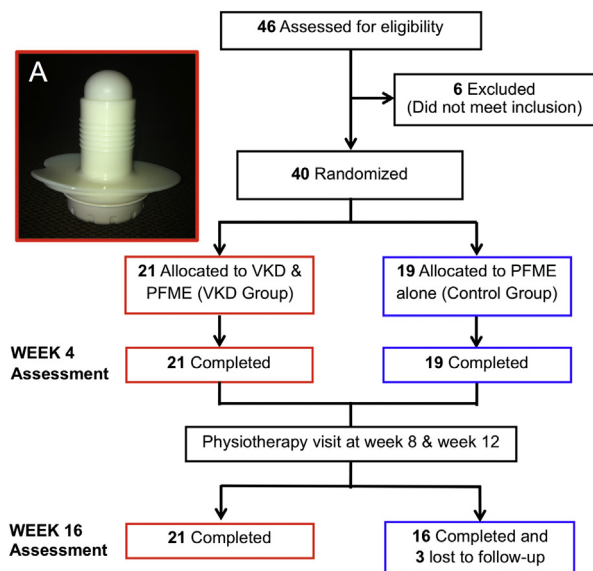 46 Assessed for eligibility
A
6 Excluded
(Did not meet inclusion)
40 Randomized
21 Allocated to VKD &
PFME (VKD Group)
19 Allocated to PFME
alone (Control Group)
WEEK 4
Assessment
21 Completed
19 Completed
Physiotherapy visit at week 8 & week 12
WEEK 16
Assessment
21 Completed
16 Completed and
3 lost to follow-up